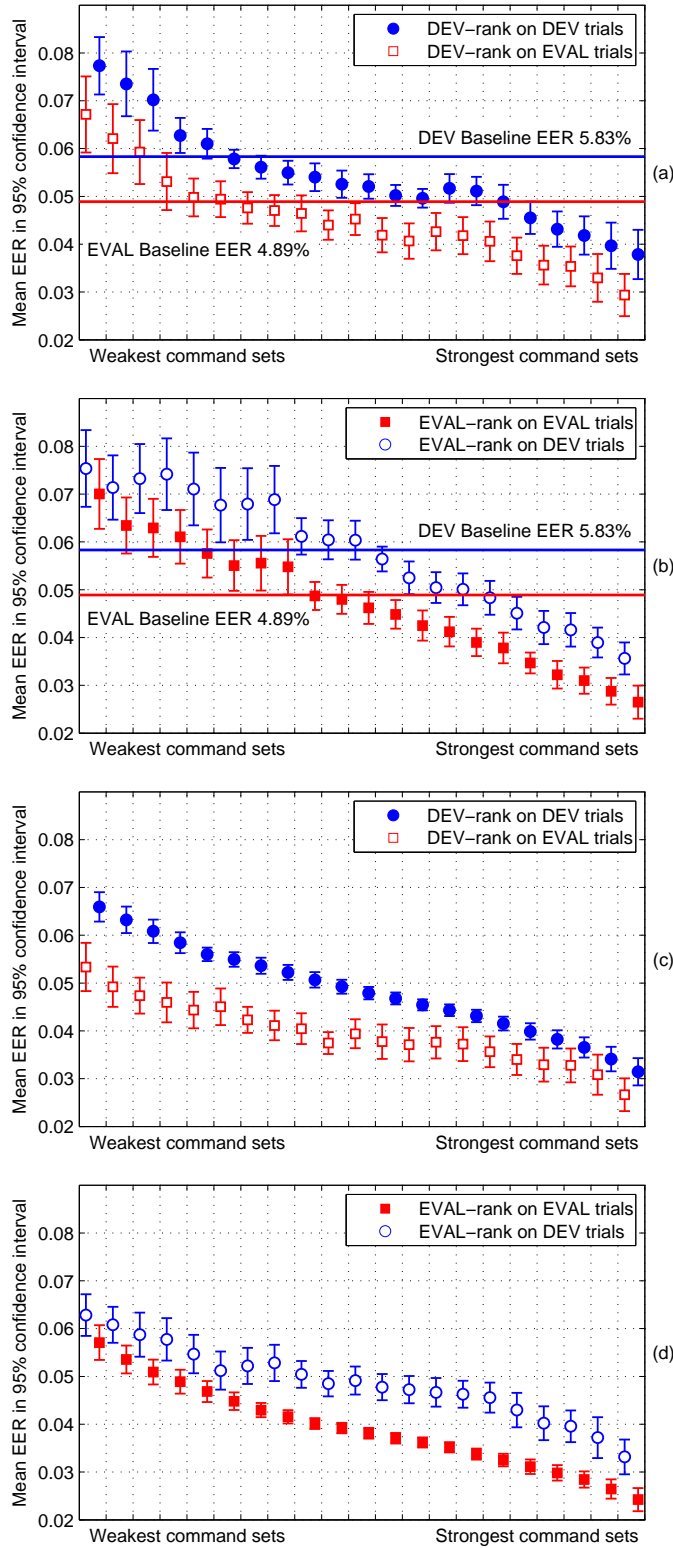 DEV−rank on DEV trials
DEV−rank on EVAL trials
0.08
0.07
0.06
0.05
0.04
0.03
0.02
Mean EER in 95% confidence interval
DEV Baseline EER 5.83%
EVAL Baseline EER 4.89%
(a)
Weakest command sets
Strongest command sets
EVAL−rank on EVAL trials
EVAL−rank on DEV trials
0.08
0.07
0.06
0.05
0.04
0.03
0.02
Mean EER in 95% confidence interval
DEV Baseline EER 5.83%
EVAL Baseline EER 4.89%
(b)
Weakest command sets
Strongest command sets
DEV−rank on DEV trials
DEV−rank on EVAL trials
0.08
0.07
0.06
0.05
0.04
0.03
0.02
Mean EER in 95% confidence interval
(c)
Weakest command sets
Strongest command sets
EVAL−rank on EVAL trials
EVAL−rank on DEV trials
0.08
0.07
0.06
0.05
0.04
0.03
0.02
Mean EER in 95% confidence interval
(d)
Weakest command sets
Strongest command sets